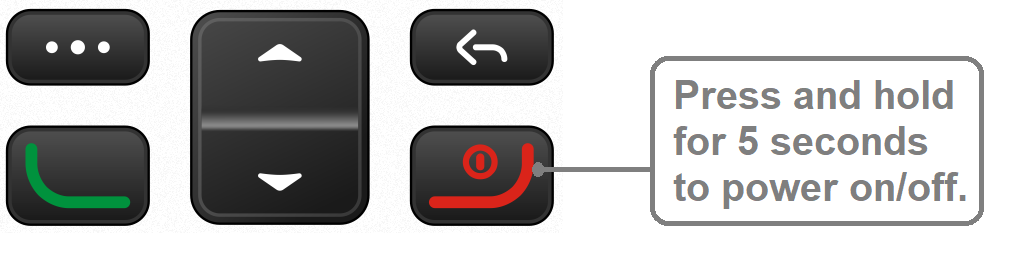 Press and hold
for 5 seconds
to power on/off.